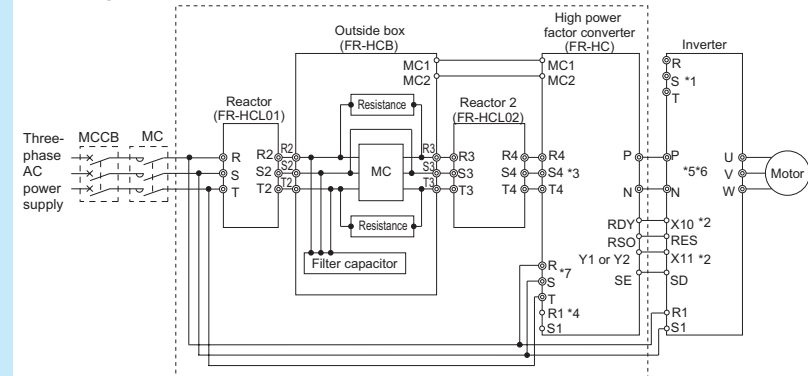 High power
factor converter
(FR-HC)
Outside box
(FR-HCB)
Inverter
MC1
MC2
MC1
MC2
R
S *1
T
Reactor
(FR-HCL01)
Resistance
Reactor 2
(FR-HCL02)
Three-
phase
AC
power
supply
MCCB
MC
R
S
T
R2
S2
T2
R2
S2
T2
MC
R3
S3
T3
R3
S3
T3
R4
S4
T4
R4
S4 *3
T4
P
N
P
N
*5*6
U
V
W
Motor
Resistance
Filter capacitor
RDY
RSO
Y1 or Y2
SE
X10 *2
RES
X11 *2
SD
R *7
S
T
R1 *4
S1
R1
S1